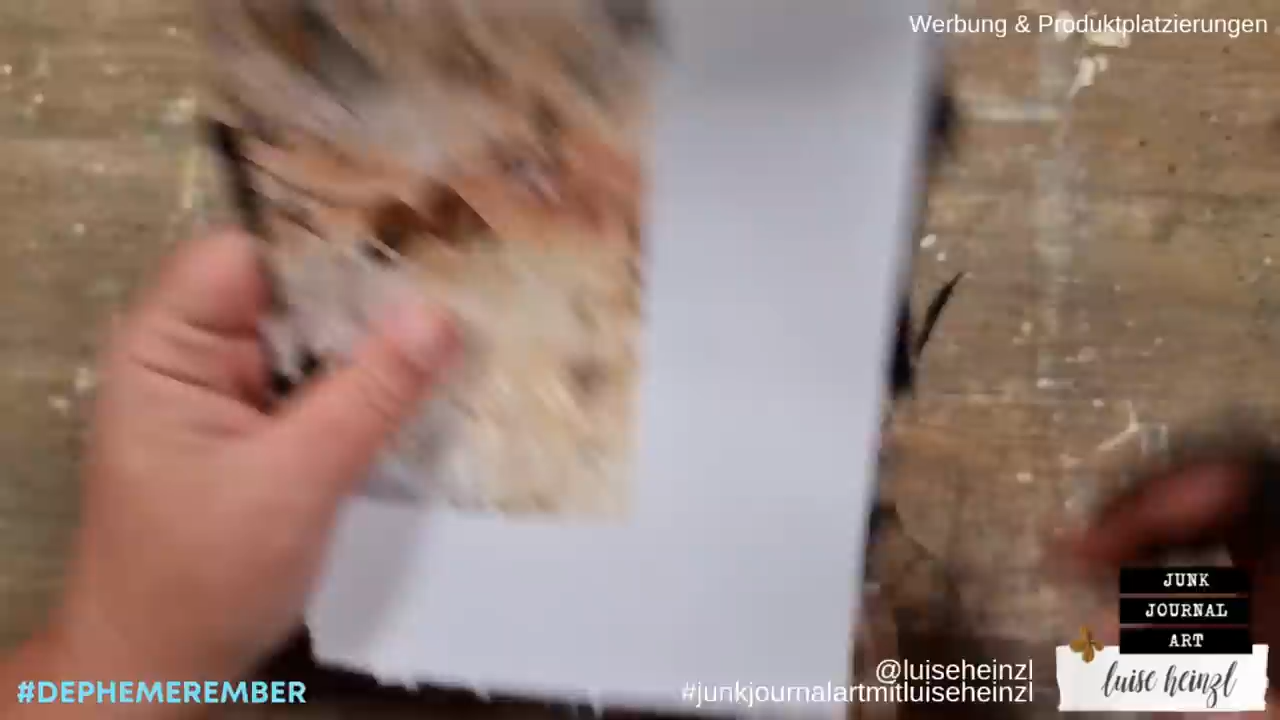 Werbung & Produktplatzierungen
JUNK
JOURNAL
ART
luise heinzl
@luiseheinzl
#junkjournalartmitluiseheinzl
#DEPHEMEREMBER